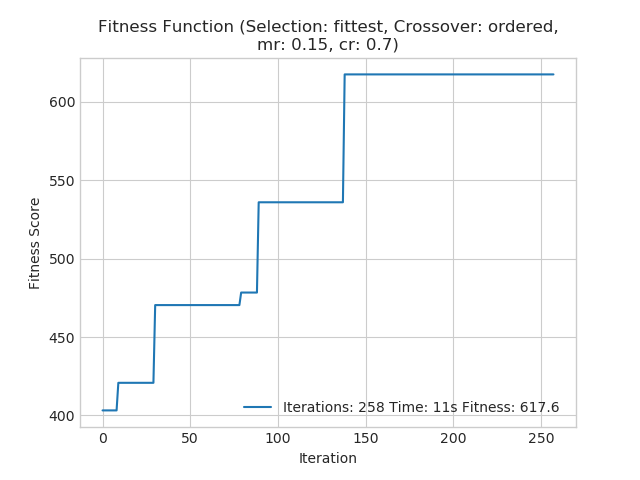 Fitness Function (Selection: fittest, Crossover: ordered,
mr: 0.15, cr: 0.7)
Fitness Score
600
550
500
450
400
Iterations: 258 Time: 11s Fitness: 617.6
0
50
100
150
200
250
Iteration